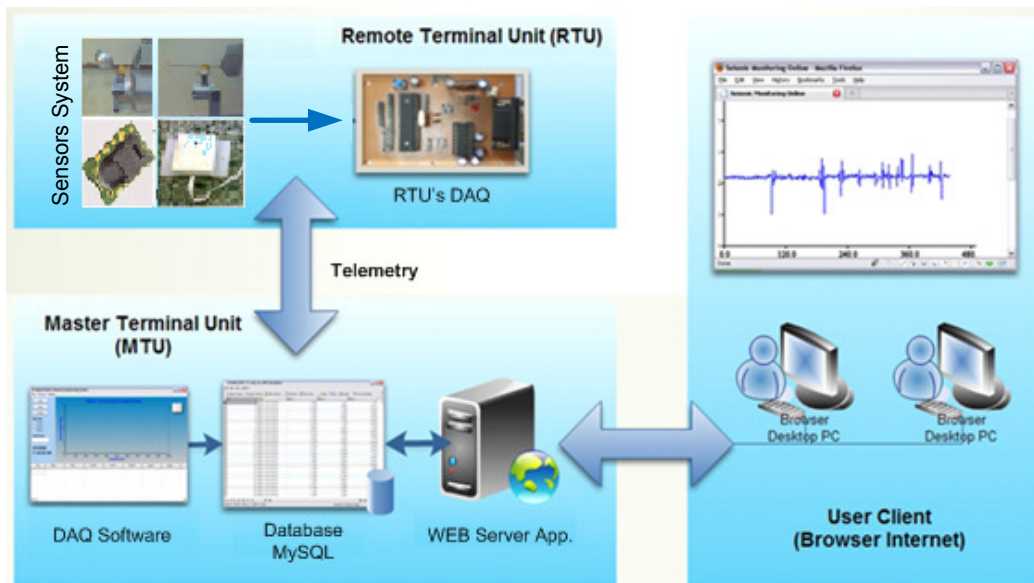 Remote Terminal Unit (RTU)
Sensors System
RTU's DAQ
Telemetry
Master Terminal Unit
(MTU)
DAQ Software
Database
MySQL
WEB Server App.
Seismic Monitoring Online - Mozilla Firefox
File Edit View History Bookmarks Tools Help
Seismic Monitoring Online
0.0 120.0 240.0 360.0 480.
Done
Browser
Desktop PC
Browser
Desktop PC
User Client
(Browser Internet)